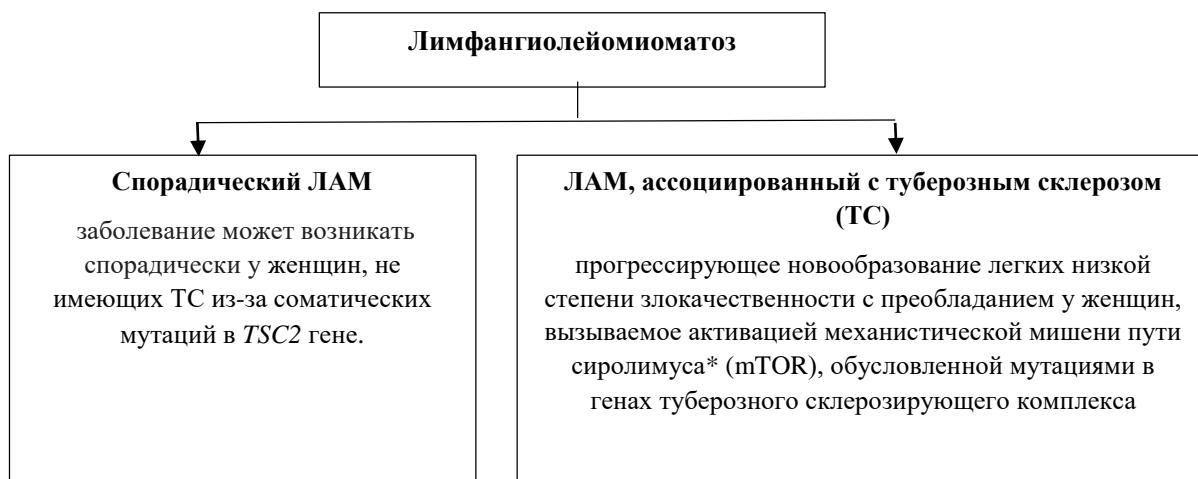 Лимфангиолейомиоматоз
Спорадический ЛАМ
заболевание может возникать
спорадически у женщин, не
имеющих ТС из-за соматических
мутаций в TSC2 гене.
ЛАМ, ассоциированный с туберозным склерозом
(ТС)
прогрессирующее новообразование легких низкой
степени злокачественности с преобладанием у женщин,
вызываемое активацией механистической мишени пути
сиролимуса* (mTOR), обусловленной мутациями в
генах туберозного склерозирующего комплекса